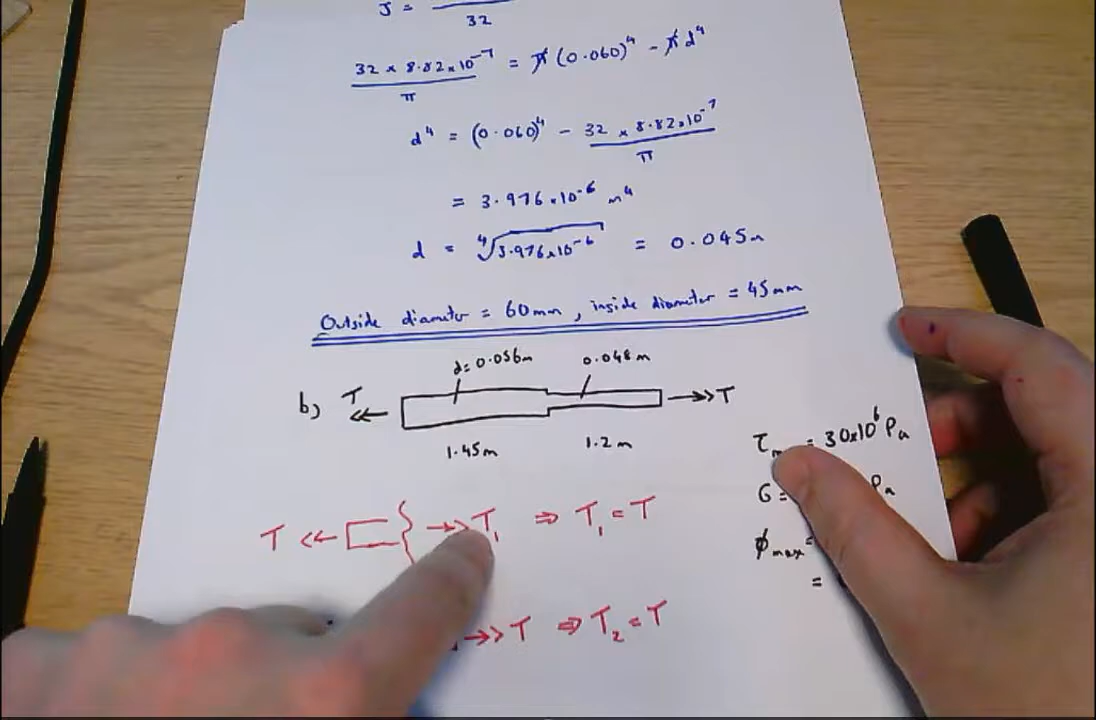 J =
32
32 × 8.82×10⁻⁷ / π = π (0.060)⁴ - π d⁴
d⁴ = (0.060)⁴ - 32 × 8.82×10⁻⁷ / π
= 3.976×10⁻⁶ m⁴
d = ⁴√3.976×10⁻⁶ = 0.045m
Outside diameter = 60mm, inside diameter = 45mm
d=0.056m 0.048m
b) T T
1.45m 1.2m
τm = 30×10⁶ Pa
G= Pa
T T₁ ⇒ T₁ = T
ϕmax =
=
T ⇒ T₂ = T